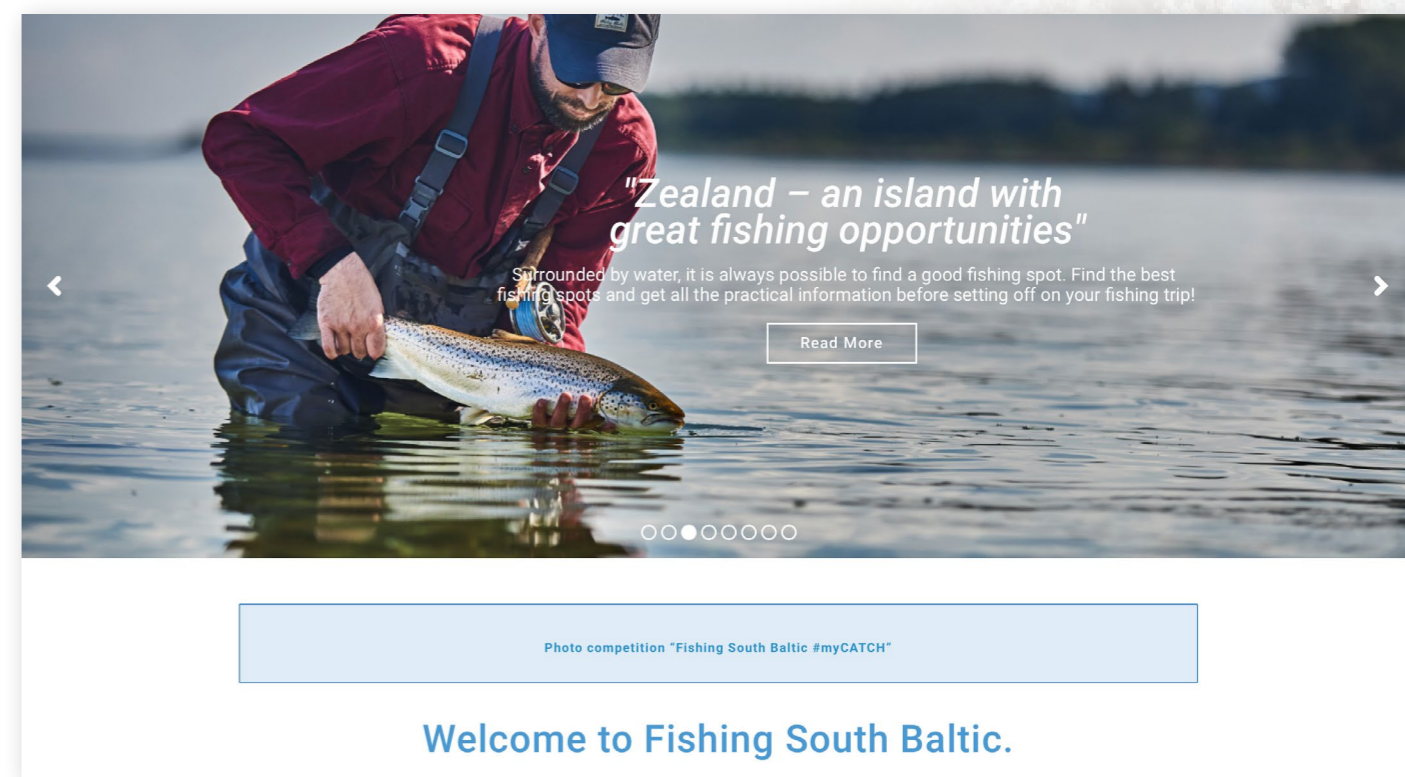 "Zealand – an island with
great fishing opportunities"
Surrounded by water, it is always possible to find a good fishing spot. Find the best
fishing spots and get all the practical information before setting off on your fishing trip!
Read More
Photo competition “Fishing South Baltic #myCATCH”
Welcome to Fishing South Baltic.